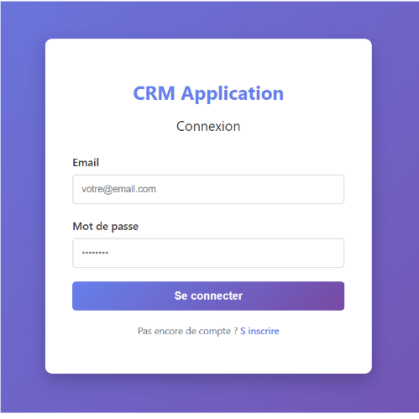 CRM Application
Connexion
Email
votre@email.com
Mot de passe
••••••••
Se connecter
Pas encore de compte ? S inscrire